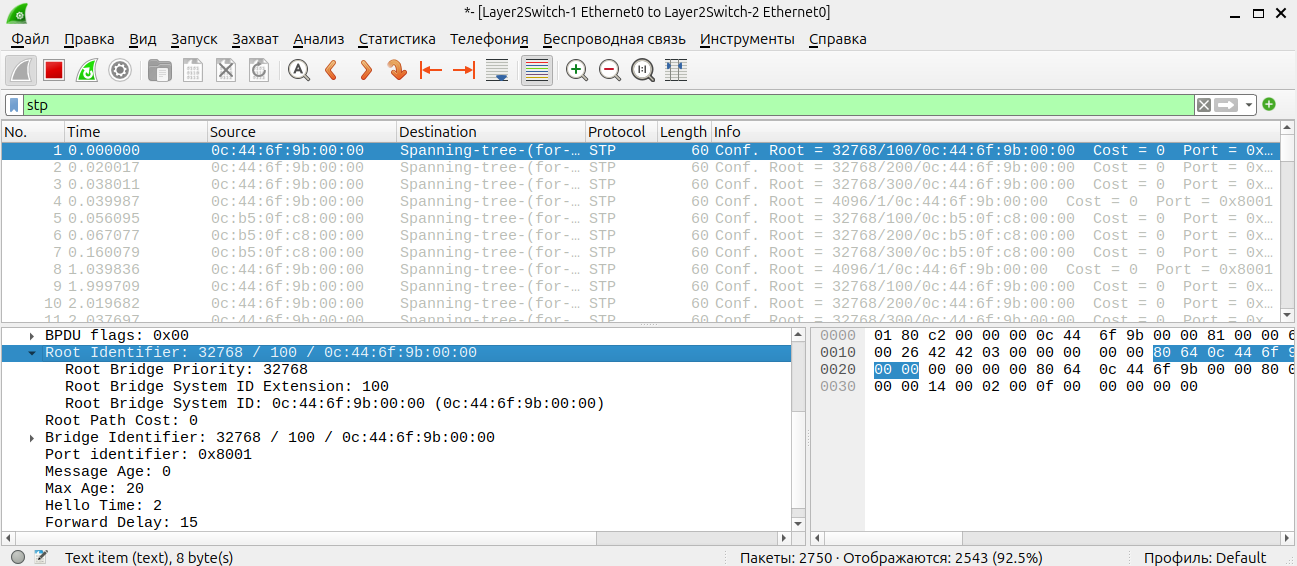 *- [Layer2Switch-1 Ethernet0 to Layer2Switch-2 Ethernet0]
Файл Правка Вид Запуск Захват Анализ Статистика Телефония Беспроводная связь Инструменты Справка
stp
No. Time Source Destination Protocol Length Info
1 0.000000 0c:44:6f:9b:00:00 Spanning-tree-(for-… STP 60 Conf. Root = 32768/100/0c:44:6f:9b:00:00 Cost = 0 Port = 0x…
2 0.020017 0c:44:6f:9b:00:00 Spanning-tree-(for-… STP 60 Conf. Root = 32768/200/0c:44:6f:9b:00:00 Cost = 0 Port = 0x…
3 0.038011 0c:44:6f:9b:00:00 Spanning-tree-(for-… STP 60 Conf. Root = 32768/300/0c:44:6f:9b:00:00 Cost = 0 Port = 0x…
4 0.039987 0c:44:6f:9b:00:00 Spanning-tree-(for-… STP 60 Conf. Root = 4096/1/0c:44:6f:9b:00:00 Cost = 0 Port = 0x8001
5 0.056095 0c:b5:0f:c8:00:00 Spanning-tree-(for-… STP 60 Conf. Root = 32768/100/0c:b5:0f:c8:00:00 Cost = 0 Port = 0x…
6 0.067077 0c:b5:0f:c8:00:00 Spanning-tree-(for-… STP 60 Conf. Root = 32768/200/0c:b5:0f:c8:00:00 Cost = 0 Port = 0x…
7 0.160079 0c:b5:0f:c8:00:00 Spanning-tree-(for-… STP 60 Conf. Root = 32768/300/0c:b5:0f:c8:00:00 Cost = 0 Port = 0x…
8 1.039836 0c:44:6f:9b:00:00 Spanning-tree-(for-… STP 60 Conf. Root = 4096/1/0c:44:6f:9b:00:00 Cost = 0 Port = 0x8001
9 1.999709 0c:44:6f:9b:00:00 Spanning-tree-(for-… STP 60 Conf. Root = 32768/100/0c:44:6f:9b:00:00 Cost = 0 Port = 0x…
10 2.019682 0c:44:6f:9b:00:00 Spanning-tree-(for-… STP 60 Conf. Root = 32768/200/0c:44:6f:9b:00:00 Cost = 0 Port = 0x…
11 2.037697 0c:44:6f:9b:00:00 Spanning-tree-(for-… STP 60 Conf. Root = 32768/300/0c:44:6f:9b:00:00 Cost = 0 Port = 0x…
BPDU flags: 0x00
Root Identifier: 32768 / 100 / 0c:44:6f:9b:00:00
Root Bridge Priority: 32768
Root Bridge System ID Extension: 100
Root Bridge System ID: 0c:44:6f:9b:00:00 (0c:44:6f:9b:00:00)
Root Path Cost: 0
Bridge Identifier: 32768 / 100 / 0c:44:6f:9b:00:00
Port identifier: 0x8001
Message Age: 0
Max Age: 20
Hello Time: 2
Forward Delay: 15
0000 01 80 c2 00 00 00 0c 44 6f 9b 00 00 81 00 00 6
0010 00 26 42 42 03 00 00 00 00 00 80 64 0c 44 6f 9
0020 00 00 00 00 00 00 80 64 0c 44 6f 9b 00 00 80 0
0030 00 00 14 00 02 00 0f 00 00 00 00 00
Text item (text), 8 byte(s) Пакеты: 2750 · Отображаются: 2543 (92.5%) Профиль: Default